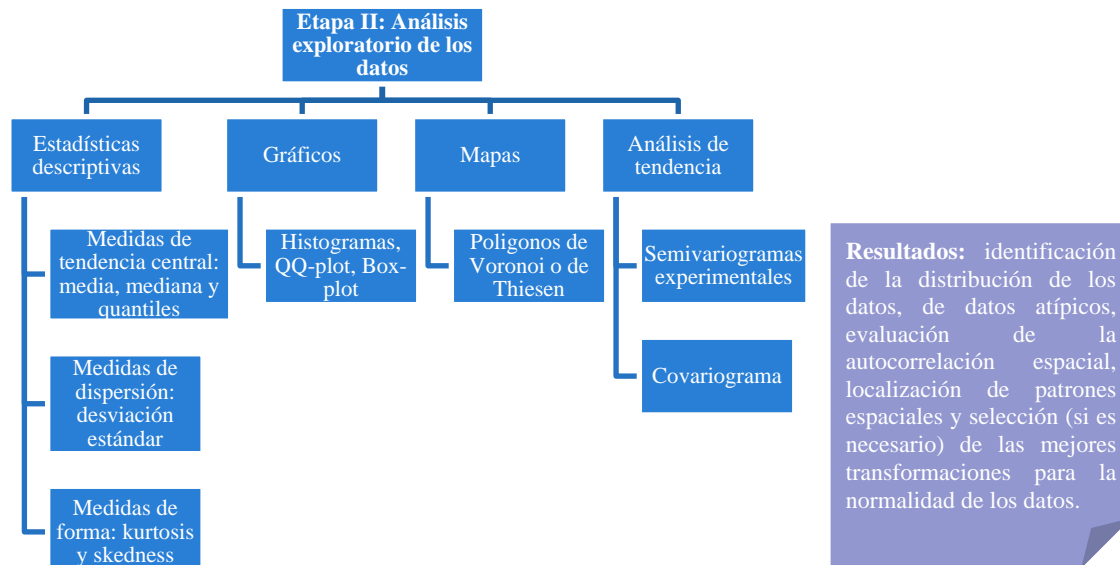 Etapa II: Análisis
exploratorio de los
datos
Estadísticas
descriptivas
Medidas de
tendencia central:
media, mediana y
quantiles
Medidas de
dispersión:
desviación
estándar
Medidas de
forma: kurtosis
y skedness
Gráficos
Histogramas,
QQ-plot, Box-
plot
Mapas
Poligonos de
Voronoi o de
Thiesen
Análisis de
tendencia
Semivariogramas
experimentales
Covariograma
Resultados: identificación
de la distribución de los
datos, de datos atípicos,
evaluación de la
autocorrelación espacial,
localización de patrones
espaciales y selección (si es
necesario) de las mejores
transformaciones para la
normalidad de los datos.